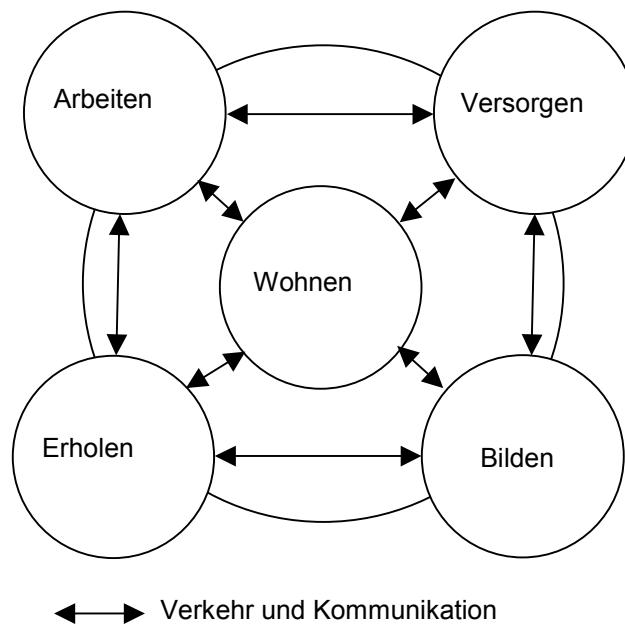 Arbeiten
Versorgen
Wohnen
Erholen
Bilden
Verkehr und Kommunikation